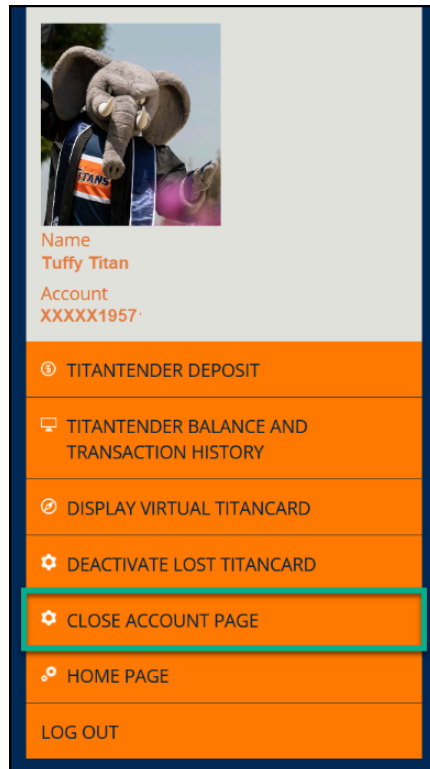 TITANS
Name
Tuffy Titan
Account
XXXXX1957
TITANTENDER DEPOSIT
TITANTENDER BALANCE AND
TRANSACTION HISTORY
DISPLAY VIRTUAL TITANCARD
DEACTIVATE LOST TITANCARD
CLOSE ACCOUNT PAGE
HOME PAGE
LOG OUT